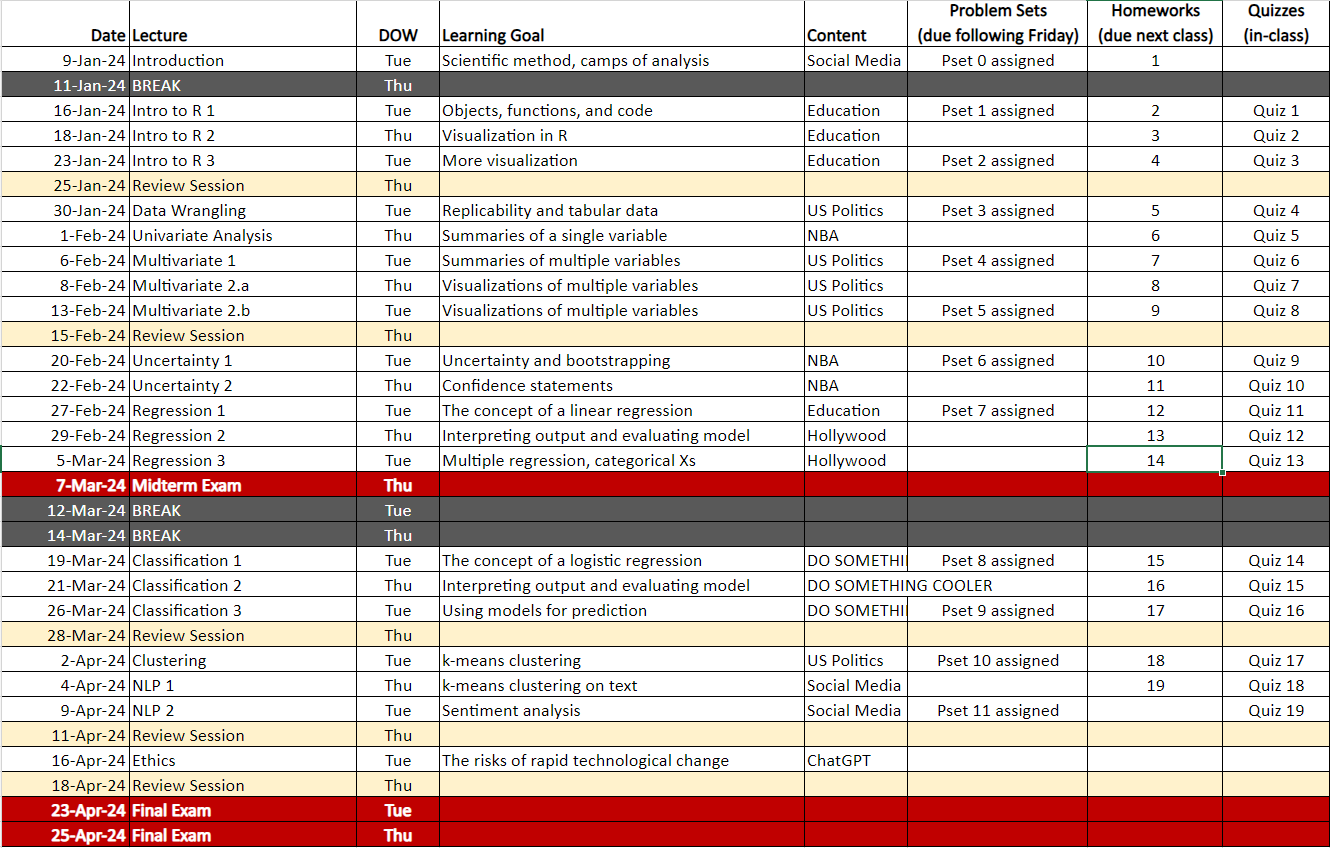 Problem Sets Homeworks Quizzes
Date Lecture DOW Learning Goal Content (due following Friday) (due next class) (in-class)
9-Jan-24 Introduction Tue Scientific method, camps of analysis Social Media Pset 0 assigned 1
11-Jan-24 BREAK Thu
16-Jan-24 Intro to R 1 Tue Objects, functions, and code Education Pset 1 assigned 2 Quiz 1
18-Jan-24 Intro to R 2 Thu Visualization in R Education 3 Quiz 2
23-Jan-24 Intro to R 3 Tue More visualization Education Pset 2 assigned 4 Quiz 3
25-Jan-24 Review Session Thu
30-Jan-24 Data Wrangling Tue Replicability and tabular data US Politics Pset 3 assigned 5 Quiz 4
1-Feb-24 Univariate Analysis Thu Summaries of a single variable NBA 6 Quiz 5
6-Feb-24 Multivariate 1 Tue Summaries of multiple variables US Politics Pset 4 assigned 7 Quiz 6
8-Feb-24 Multivariate 2.a Thu Visualizations of multiple variables US Politics 8 Quiz 7
13-Feb-24 Multivariate 2.b Tue Visualizations of multiple variables US Politics Pset 5 assigned 9 Quiz 8
15-Feb-24 Review Session Thu
20-Feb-24 Uncertainty 1 Tue Uncertainty and bootstrapping NBA Pset 6 assigned 10 Quiz 9
22-Feb-24 Uncertainty 2 Thu Confidence statements NBA 11 Quiz 10
27-Feb-24 Regression 1 Tue The concept of a linear regression Education Pset 7 assigned 12 Quiz 11
29-Feb-24 Regression 2 Thu Interpreting output and evaluating model Hollywood 13 Quiz 12
5-Mar-24 Regression 3 Tue Multiple regression, categorical Xs Hollywood 14 Quiz 13
7-Mar-24 Midterm Exam Thu
12-Mar-24 BREAK Tue
14-Mar-24 BREAK Thu
19-Mar-24 Classification 1 Tue The concept of a logistic regression DO SOMETHI Pset 8 assigned 15 Quiz 14
21-Mar-24 Classification 2 Thu Interpreting output and evaluating model DO SOMETHING COOLER 16 Quiz 15
26-Mar-24 Classification 3 Tue Using models for prediction DO SOMETHI Pset 9 assigned 17 Quiz 16
28-Mar-24 Review Session Thu
2-Apr-24 Clustering Tue k-means clustering US Politics Pset 10 assigned 18 Quiz 17
4-Apr-24 NLP 1 Thu k-means clustering on text Social Media 19 Quiz 18
9-Apr-24 NLP 2 Tue Sentiment analysis Social Media Pset 11 assigned Quiz 19
11-Apr-24 Review Session Thu
16-Apr-24 Ethics Tue The risks of rapid technological change ChatGPT
18-Apr-24 Review Session Thu
23-Apr-24 Final Exam Tue
25-Apr-24 Final Exam Thu